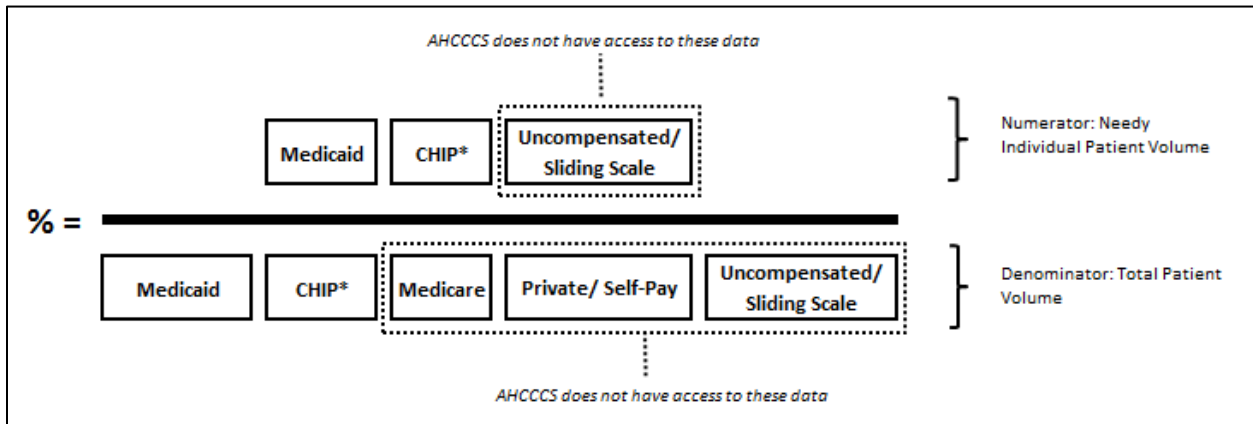 AHCCCS does not have access to these data
Medicaid
CHIP*
Uncompensated/
Sliding Scale
Numerator: Needy
Individual Patient Volume
% =
Medicaid
CHIP*
Medicare
Private/ Self-Pay
Uncompensated/
Sliding Scale
Denominator: Total Patient
Volume
AHCCCS does not have access to these data